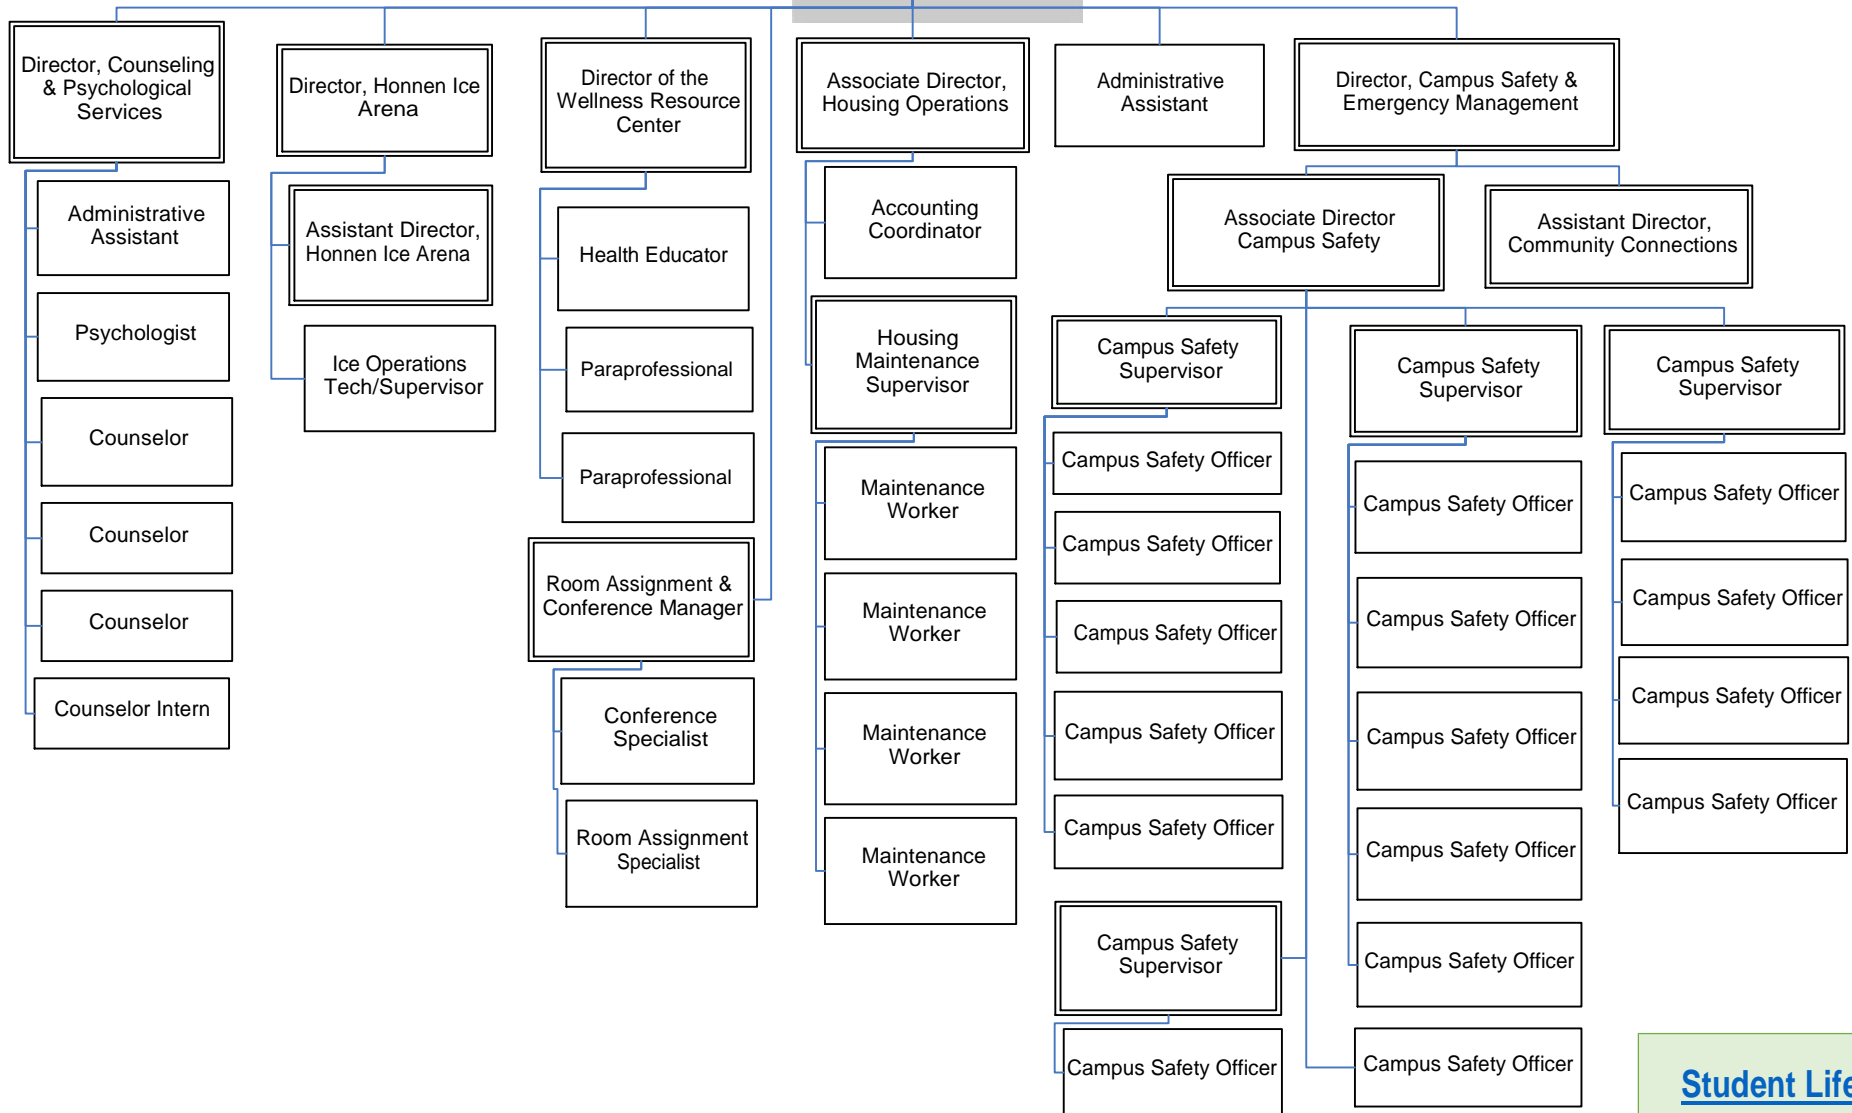 Director, Counseling
& Psychological
Services
Administrative
Assistant
Psychologist
Counselor
Counselor
Counselor
Counselor Intern
Director, Honnen Ice
Arena
Assistant Director,
Honnen Ice Arena
Ice Operations
Tech/Supervisor
Director of the
Wellness Resource
Center
Health Educator
Paraprofessional
Paraprofessional
Room Assignment &
Conference Manager
Conference
Specialist
Room Assignment
Specialist
Associate Director,
Housing Operations
Accounting
Coordinator
Housing
Maintenance
Supervisor
Maintenance
Worker
Maintenance
Worker
Maintenance
Worker
Maintenance
Worker
Administrative
Assistant
Director, Campus Safety &
Emergency Management
Associate Director
Campus Safety
Assistant Director,
Community Connections
Campus Safety
Supervisor
Campus Safety Officer
Campus Safety Officer
Campus Safety Officer
Campus Safety Officer
Campus Safety Officer
Campus Safety
Supervisor
Campus Safety Officer
Campus Safety
Supervisor
Campus Safety Officer
Campus Safety Officer
Campus Safety Officer
Campus Safety Officer
Campus Safety Officer
Campus Safety Officer
Campus Safety
Supervisor
Campus Safety Officer
Campus Safety Officer
Campus Safety Officer
Campus Safety Officer
Student Life